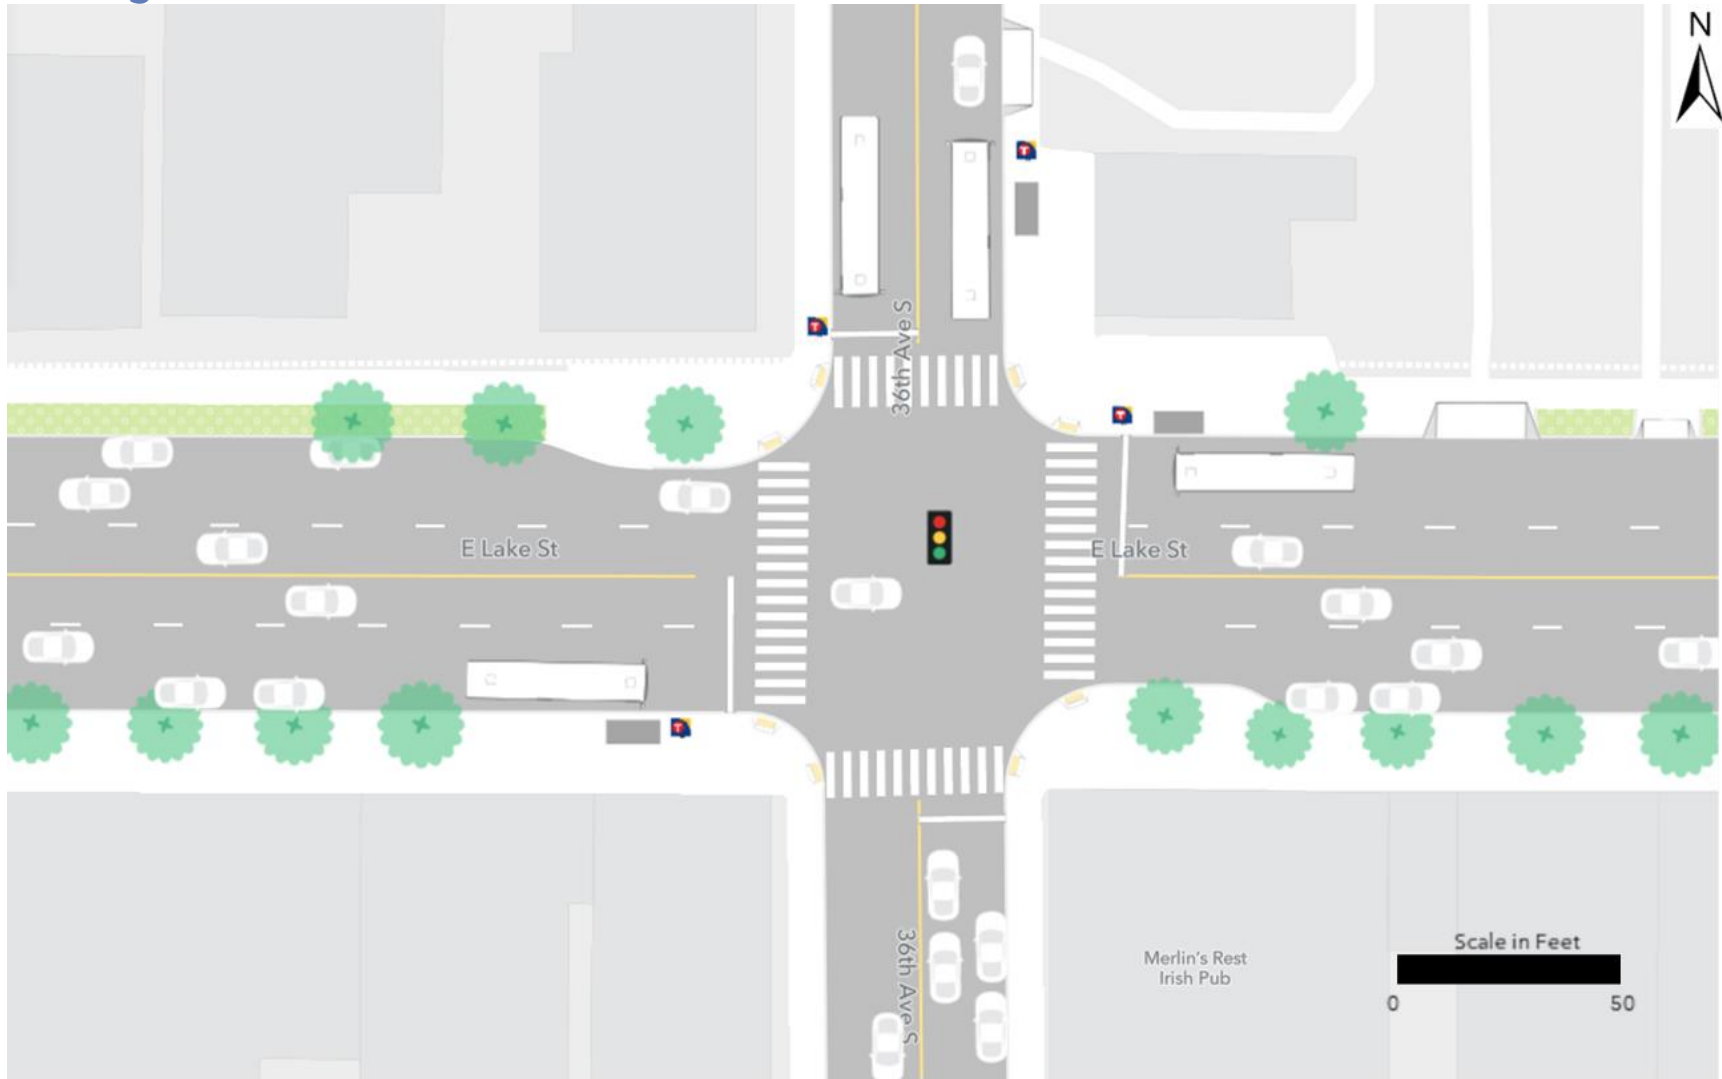 N
36th Ave S
E Lake St
E Lake St
36th Ave S
Merlin's Rest
Irish Pub
Scale in Feet
0
50
T
T
T
T